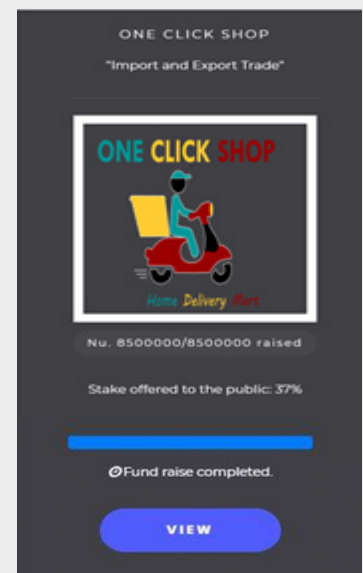 ONE CLICK SHOP
"Import and Export Trade"
ONE CLICK SHOP
Home Delivery Mart
Nu. 8500000/8500000 raised
Stake offered to the public: 37%
Fund raise completed.
VIEW